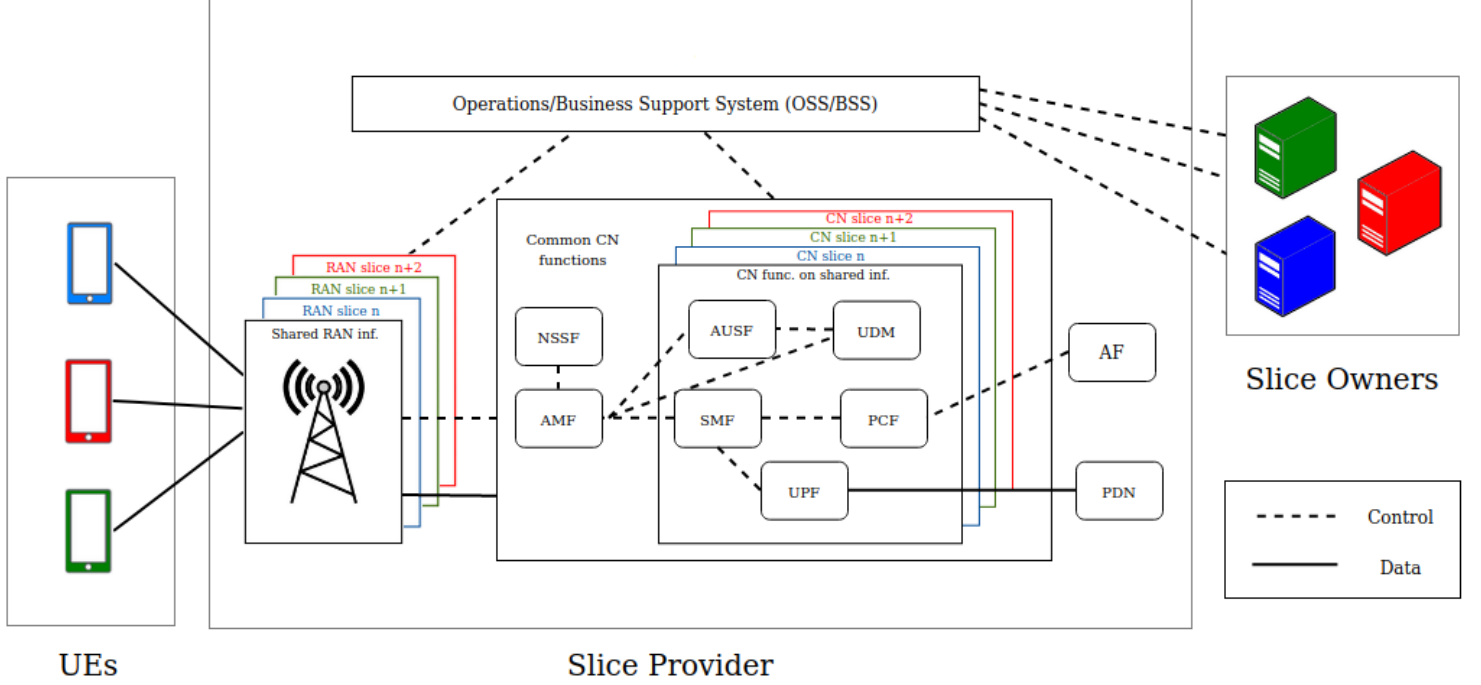 Operations/Business Support System (OSS/BSS)
CN slice n+2
CN slice n+1
CN slice n
CN func. on shared inf.
Common CN
functions
RAN slice n+2
RAN slice n+1
RAN slice n
Shared RAN inf.
NSSF
AUSF
UDM
AF
AMF
SMF
PCF
UPF
PDN
Slice Owners
Control
Data
UEs
Slice Provider